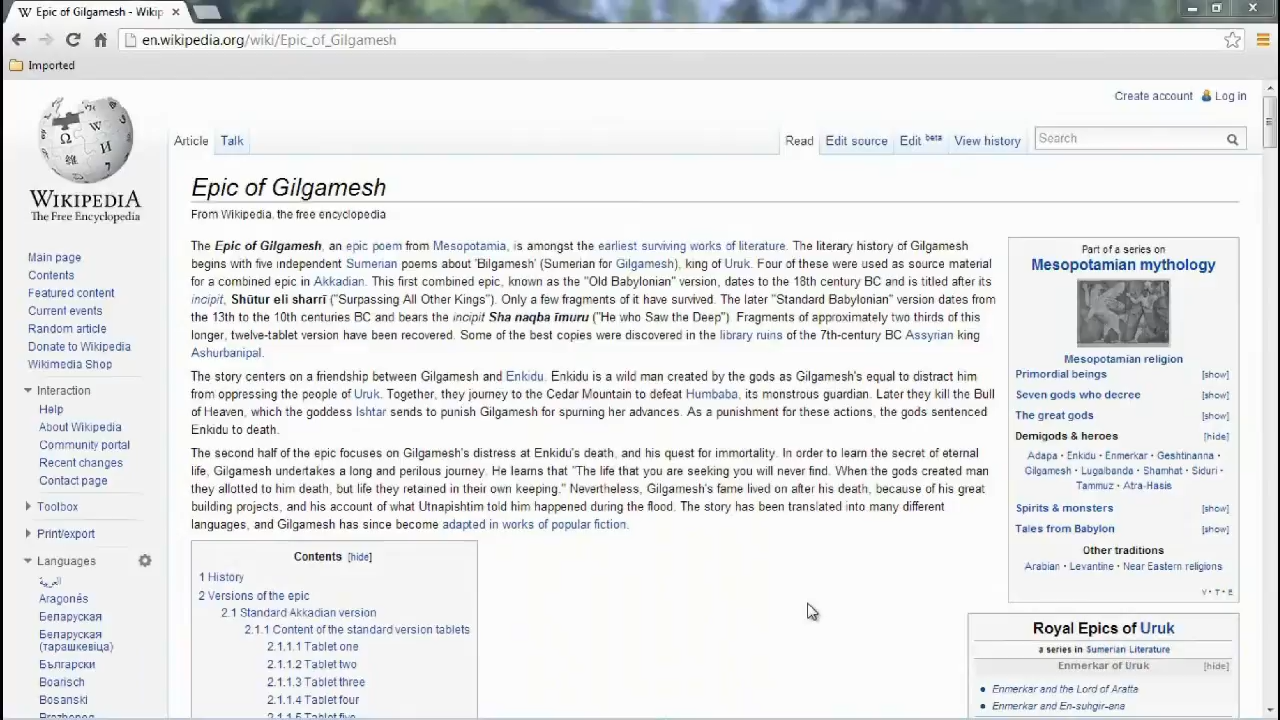 Epic of Gilgamesh - Wikip
en.wikipedia.org/wiki/Epic_of_Gilgamesh
Imported
Create account Log in
Article Talk Read Edit source Edit beta View history Search
WIKIPEDIA
The Free Encyclopedia
Main page
Contents
Featured content
Current events
Random article
Donate to Wikipedia
Wikimedia Shop
Interaction
Help
About Wikipedia
Community portal
Recent changes
Contact page
Toolbox
Print/export
Languages
العربية
Aragonés
Беларуская
Беларуская
(тарашкевіца)
Български
Boarisch
Bosanski
Brezhoneg
Epic of Gilgamesh
From Wikipedia, the free encyclopedia
The Epic of Gilgamesh, an epic poem from Mesopotamia, is amongst the earliest surviving works of literature. The literary history of Gilgamesh
begins with five independent Sumerian poems about 'Bilgamesh' (Sumerian for Gilgamesh), king of Uruk. Four of these were used as source material
for a combined epic in Akkadian. This first combined epic, known as the "Old Babylonian" version, dates to the 18th century BC and is titled after its
incipit, Shūtur eli sharrī ("Surpassing All Other Kings"). Only a few fragments of it have survived. The later "Standard Babylonian" version dates from
the 13th to the 10th centuries BC and bears the incipit Sha naqba īmuru ("He who Saw the Deep"). Fragments of approximately two thirds of this
longer, twelve-tablet version have been recovered. Some of the best copies were discovered in the library ruins of the 7th-century BC Assyrian king
Ashurbanipal.
The story centers on a friendship between Gilgamesh and Enkidu. Enkidu is a wild man created by the gods as Gilgamesh's equal to distract him
from oppressing the people of Uruk. Together, they journey to the Cedar Mountain to defeat Humbaba, its monstrous guardian. Later they kill the Bull
of Heaven, which the goddess Ishtar sends to punish Gilgamesh for spurning her advances. As a punishment for these actions, the gods sentenced
Enkidu to death.
The second half of the epic focuses on Gilgamesh's distress at Enkidu's death, and his quest for immortality. In order to learn the secret of eternal
life, Gilgamesh undertakes a long and perilous journey. He learns that "The life that you are seeking you will never find. When the gods created man
they allotted to him death, but life they retained in their own keeping." Nevertheless, Gilgamesh's fame lived on after his death, because of his great
building projects, and his account of what Utnapishtim told him happened during the flood. The story has been translated into many different
languages, and Gilgamesh has since become adapted in works of popular fiction.
Contents [hide]
1 History
2 Versions of the epic
2.1 Standard Akkadian version
2.1.1 Content of the standard version tablets
2.1.1.1 Tablet one
2.1.1.2 Tablet two
2.1.1.3 Tablet three
2.1.1.4 Tablet four
2.1.1.5 Tablet five
Part of a series on
Mesopotamian mythology
Mesopotamian religion
Primordial beings [show]
Seven gods who decree [show]
The great gods [show]
Demigods & heroes [hide]
Adapa · Enkidu · Enmerkar · Geshtinanna ·
Gilgamesh · Lugalbanda · Shamhat · Siduri ·
Tammuz · Atra-Hasis
Spirits & monsters [show]
Tales from Babylon [show]
Other traditions
Arabian · Levantine · Near Eastern religions
V · T · E
Royal Epics of Uruk
a series in Sumerian Literature
Enmerkar of Uruk [hide]
Enmerkar and the Lord of Aratta
Enmerkar and En-suhgir-ana